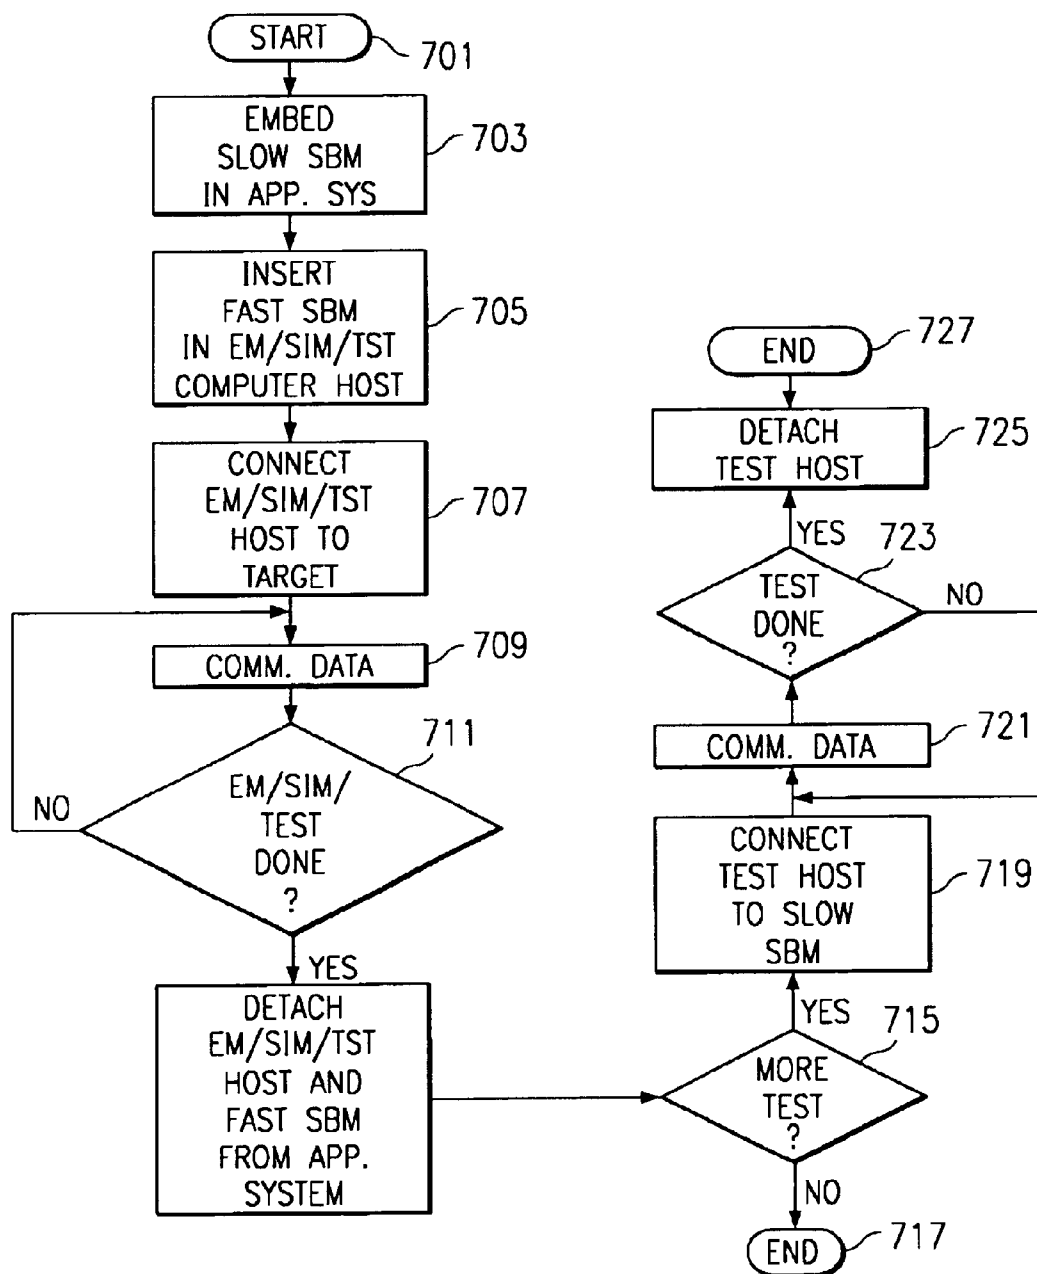 START
701
EMBED
SLOW SBM
IN APP. SYS
703
INSERT
FAST SBM
IN EM/SIM/TST
COMPUTER HOST
705
CONNECT
EM/SIM/TST
HOST TO
TARGET
707
COMM. DATA
709
EM/SIM/
TEST
DONE
?
711
NO
YES
DETACH
EM/SIM/TST
HOST AND
FAST SBM
FROM APP.
SYSTEM
MORE
TEST
?
715
NO
END
717
YES
CONNECT
TEST HOST
TO SLOW
SBM
719
COMM. DATA
721
TEST
DONE
?
723
NO
YES
DETACH
TEST HOST
725
END
727